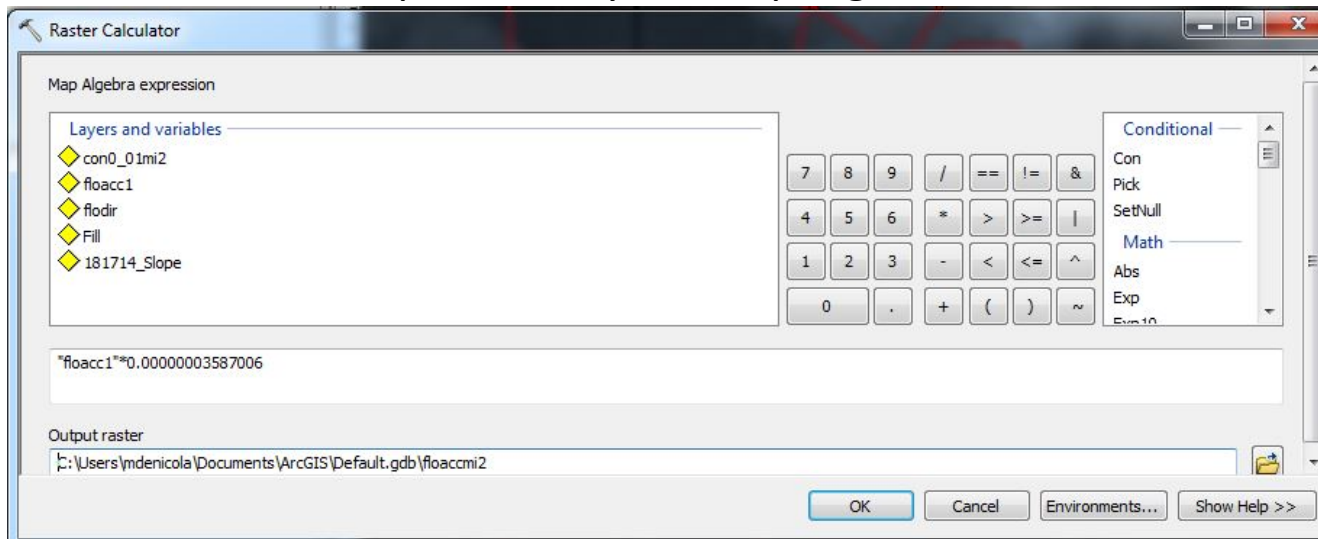 Raster Calculator
Map Algebra expression
Layers and variables
con0_01mi2
floacc1
flodir
Fill
181714_Slope
7 8 9 / == != &
4 5 6 * > >= |
1 2 3 - < <= ^
0 . + ( ) ~
Conditional
Con
Pick
SetNull
Math
Abs
Exp
Exp10
"floacc1"*0.00000003587006
Output raster
C:\Users\mdenicola\Documents\ArcGIS\Default.gdb\floaccmi2
OK Cancel Environments... Show Help >>